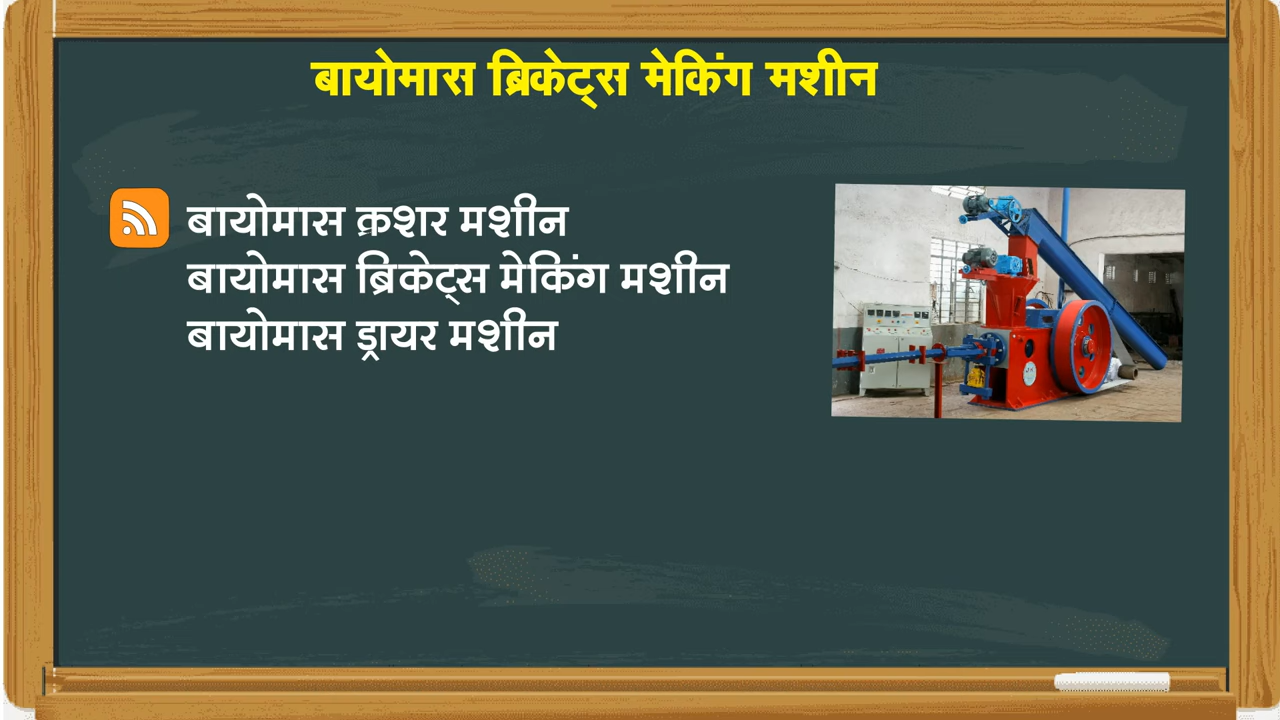 बायोमास ब्रिकेट्स मेकिंग मशीन
बायोमास क्रशर मशीन
बायोमास ब्रिकेट्स मेकिंग मशीन
बायोमास ड्रायर मशीन